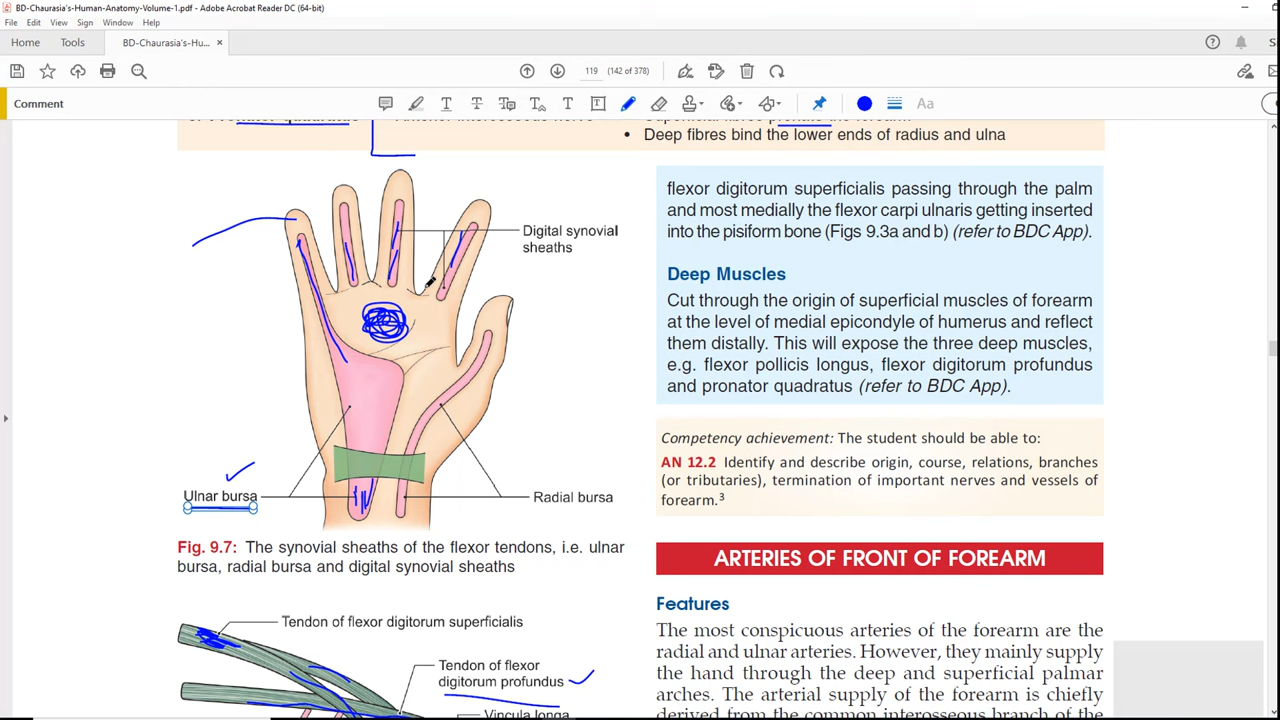 BD-Chaurasia's-Human-Anatomy-Volume-1.pdf - Adobe Acrobat Reader DC (64-bit)
File Edit View Sign Window Help
Home Tools BD-Chaurasia's-Hu... ×
119 (142 of 378)
Comment
Aa
• Deep fibres bind the lower ends of radius and ulna
Digital synovial
sheaths
Ulnar bursa
Radial bursa
Fig. 9.7: The synovial sheaths of the flexor tendons, i.e. ulnar
bursa, radial bursa and digital synovial sheaths
Tendon of flexor digitorum superficialis
Tendon of flexor
digitorum profundus
Vincula longa
flexor digitorum superficialis passing through the palm
and most medially the flexor carpi ulnaris getting inserted
into the pisiform bone (Figs 9.3a and b) (refer to BDC App).
Deep Muscles
Cut through the origin of superficial muscles of forearm
at the level of medial epicondyle of humerus and reflect
them distally. This will expose the three deep muscles,
e.g. flexor pollicis longus, flexor digitorum profundus
and pronator quadratus (refer to BDC App).
Competency achievement: The student should be able to:
AN 12.2 Identify and describe origin, course, relations, branches
(or tributaries), termination of important nerves and vessels of
forearm.³
ARTERIES OF FRONT OF FOREARM
Features
The most conspicuous arteries of the forearm are the
radial and ulnar arteries. However, they mainly supply
the hand through the deep and superficial palmar
arches. The arterial supply of the forearm is chiefly
derived from the common interosseous branch of the